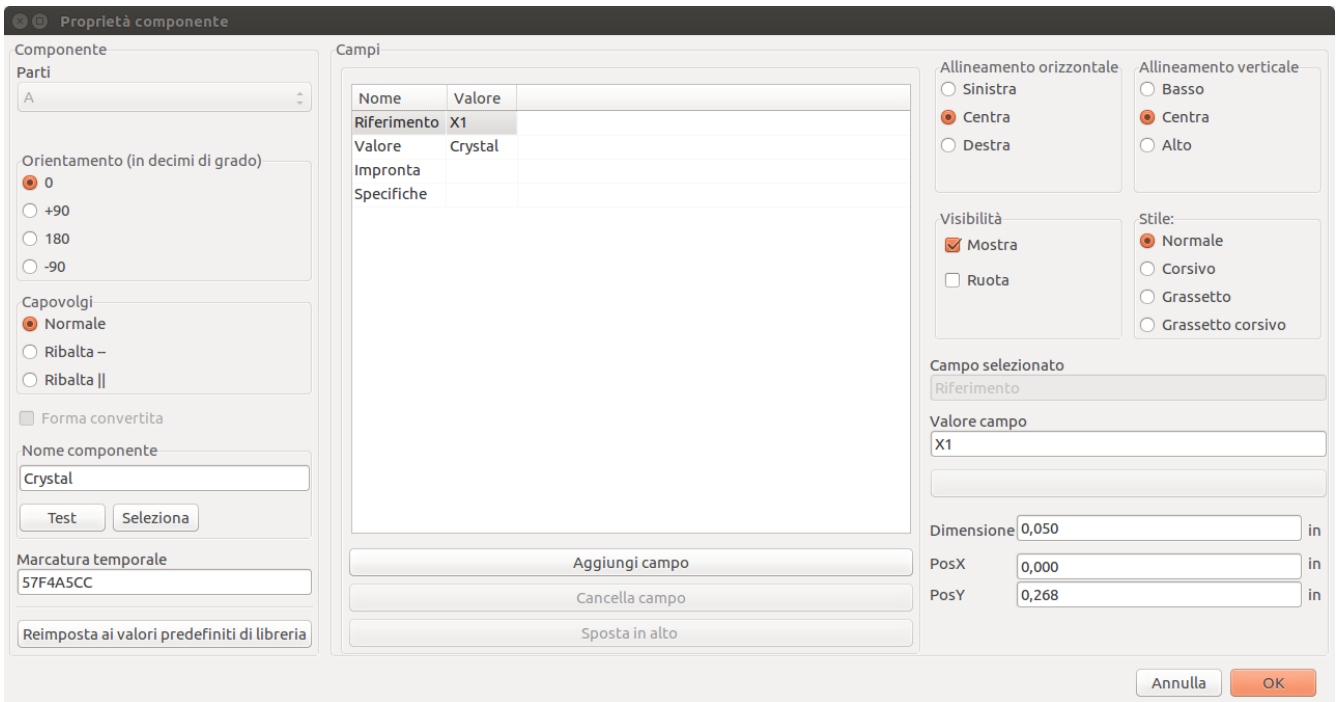 Proprietà componente
Componente
Parti
A
Orientamento (in decimi di grado)
0
+90
180
-90
Capovolgi
Normale
Ribalta --
Ribalta ||
Forma convertita
Nome componente
Crystal
Test Seleziona
Marcatura temporale
57F4A5CC
Reimposta ai valori predefiniti di libreria
Campi
Nome Valore
Riferimento X1
Valore Crystal
Impronta
Specifiche
Aggiungi campo
Cancella campo
Sposta in alto
Allineamento orizzontale
Sinistra
Centra
Destra
Allineamento verticale
Basso
Centra
Alto
Visibilità
Mostra
Ruota
Stile:
Normale
Corsivo
Grassetto
Grassetto corsivo
Campo selezionato
Riferimento
Valore campo
X1
Dimensione 0,050 in
PosX 0,000 in
PosY 0,268 in
Annulla OK